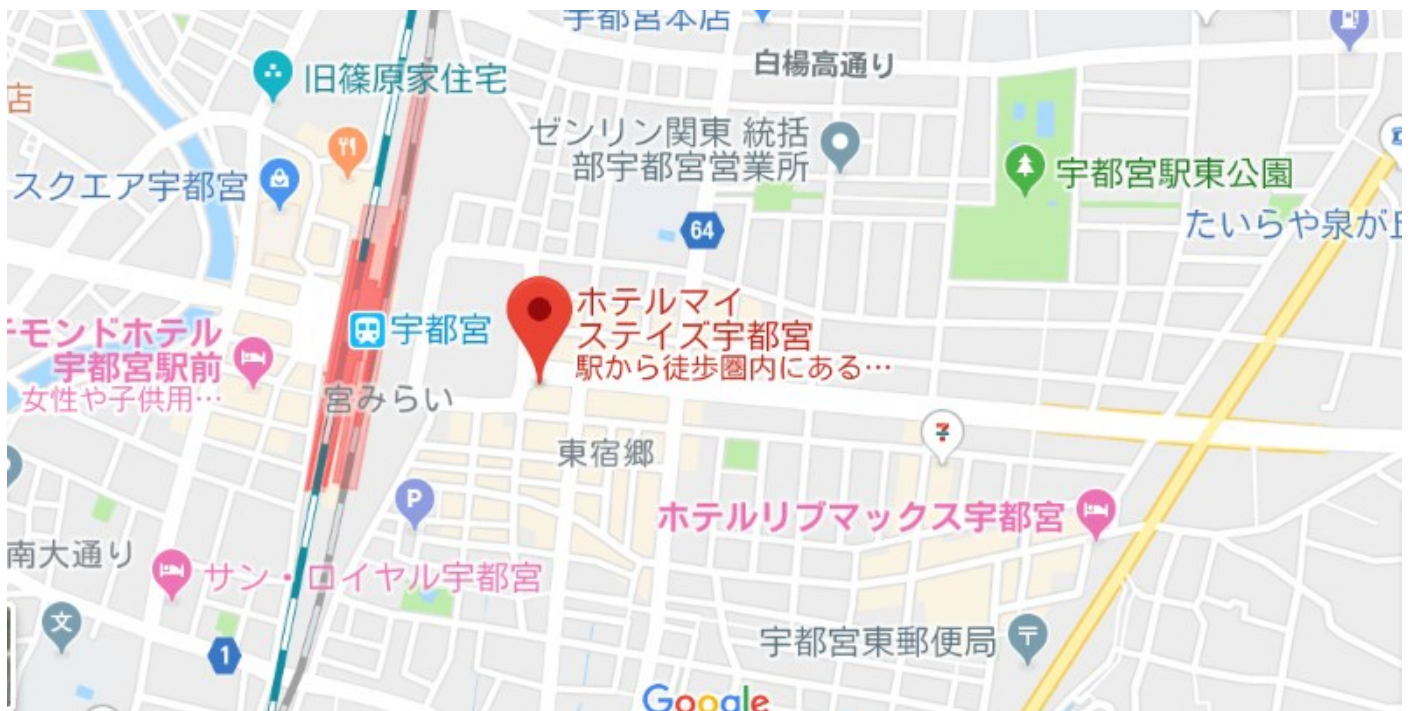 宇都宮本店
白楊高通り
旧篠原家住宅
店
ゼンリン関東 統括
部宇都宮営業所
スクエア宇都宮
宇都宮駅東公園
64
たいらや泉が丘
ホテルマイ
ステイズ宇都宮
駅から徒歩圏内にある…
宇都宮
チモンドホテル
宇都宮駅前
女性や子供用…
宮みらい
東宿郷
7
P
ホテルリブマックス宇都宮
南大通り
サン・ロイヤル宇都宮
文
1
宇都宮東郵便局
〒
Google